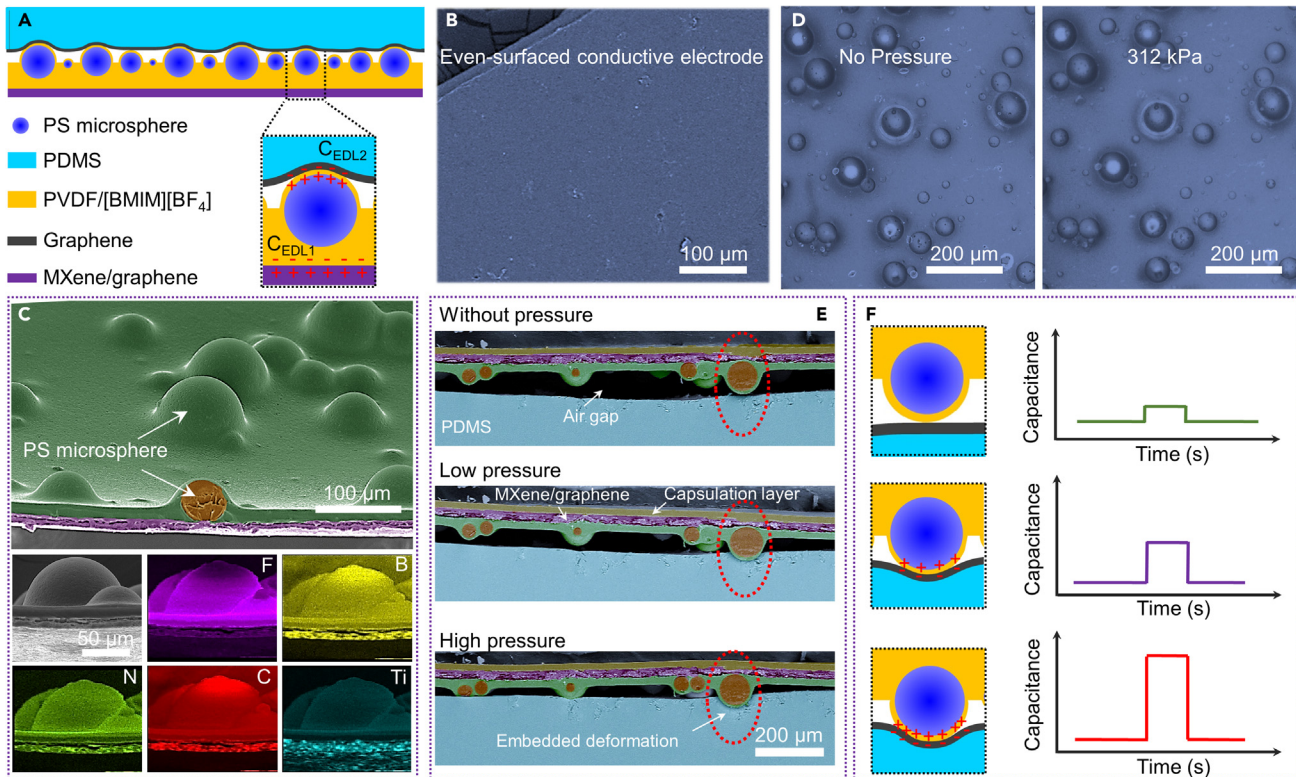 A
PS microsphere
PDMS
PVDF/[BMIM][BF₄]
Graphene
MXene/graphene
C_EDL2
+ + + + + +
C_EDL1
- - - - - -
+ + + + + +
B
Even-surfaced conductive electrode
100 µm
D
No Pressure
200 µm
312 kPa
200 µm
C
PS microsphere
100 µm
50 µm
F
B
N
C
Ti
E
Without pressure
Air gap
PDMS
Low pressure
MXene/graphene
Capsulation layer
High pressure
Embedded deformation
200 µm
F
Capacitance
Time (s)
Capacitance
Time (s)
Capacitance
Time (s)